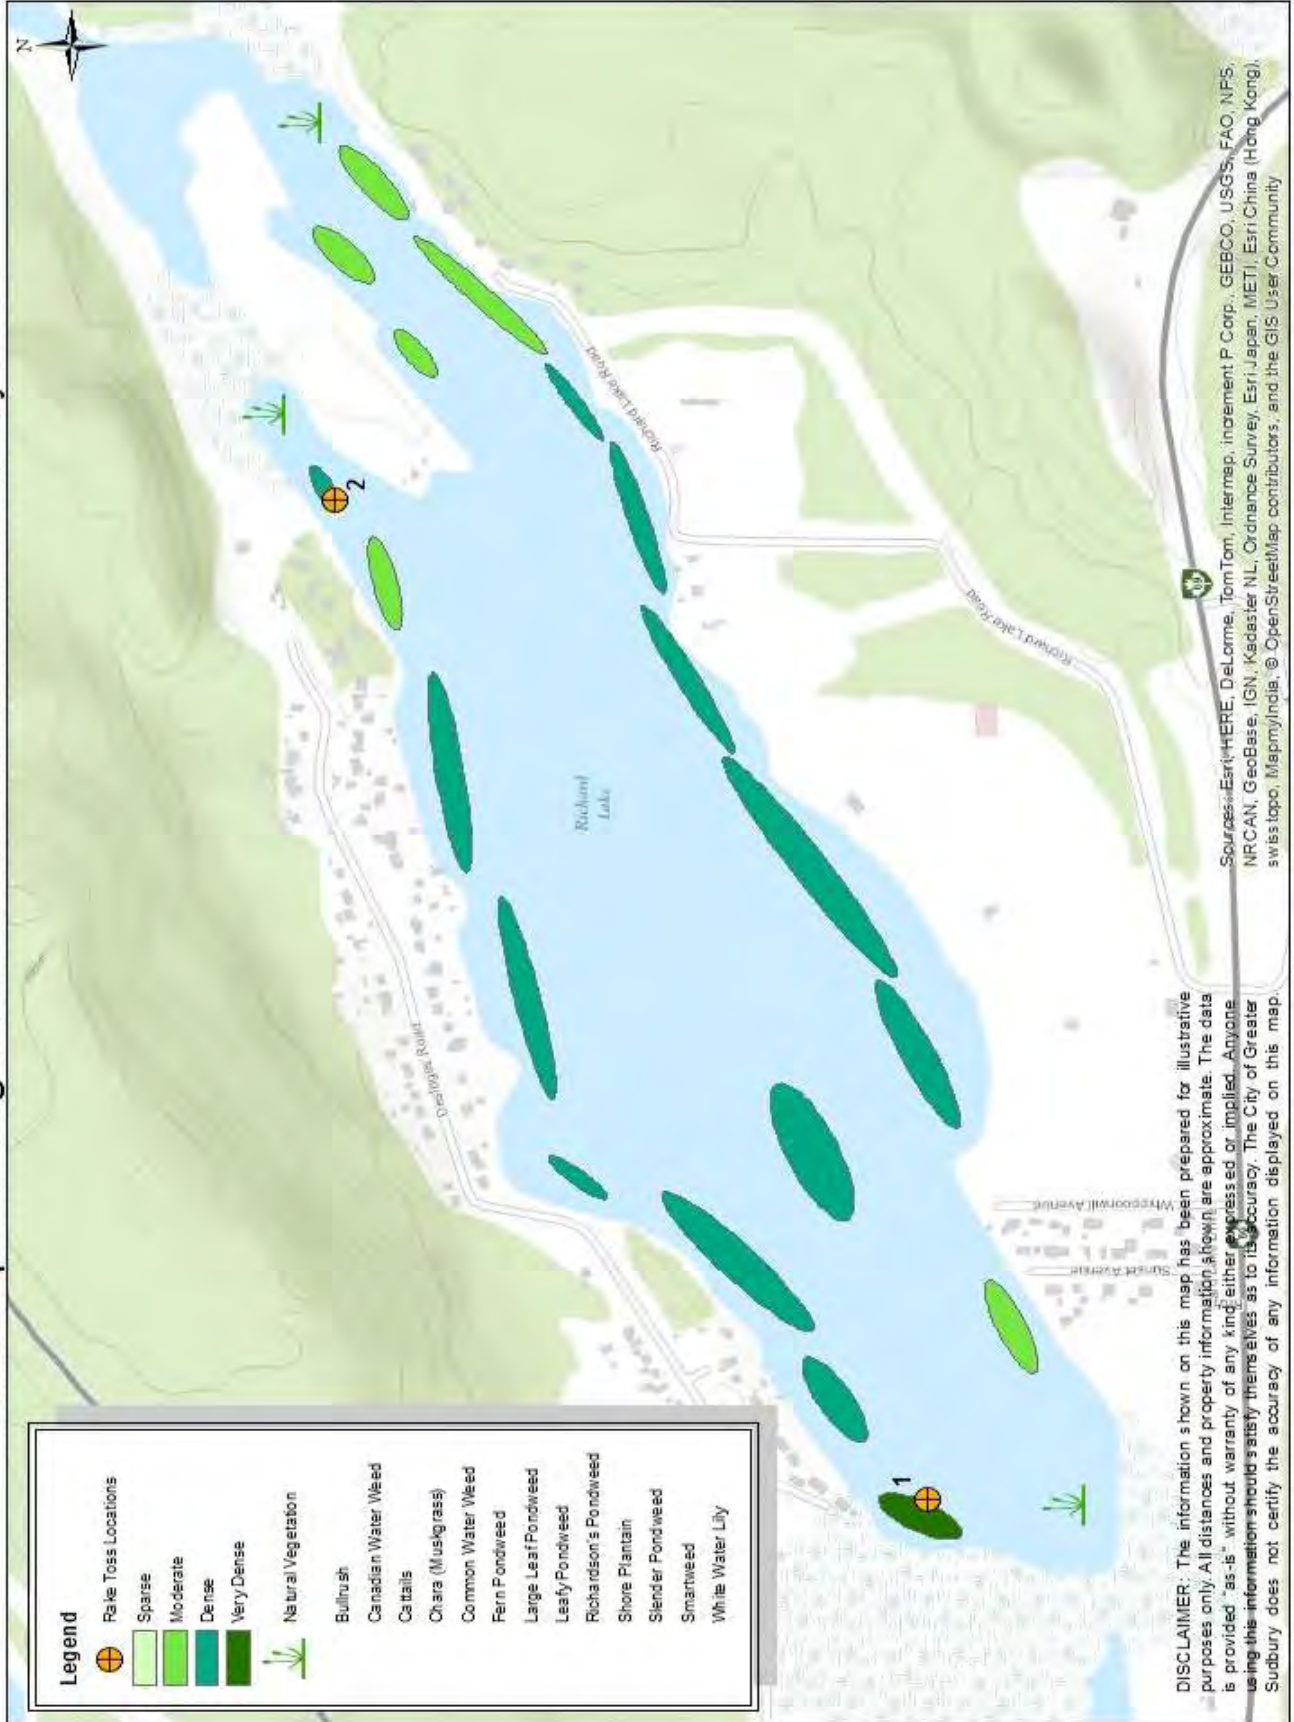 N
Legend
Rake Toss Locations
Sparse
Moderate
Dense
Very Dense
Natural Vegetation
Bullrush
Canadian Water Weed
Cattails
Chara (Muskgrass)
Common Water Weed
Fern Pondweed
Large Leaf Pondweed
Leafy Pondweed
Richardson's Pondweed
Shore Plantain
Slender Pondweed
Smartweed
White Water Lily
1
2
Richard
Lake
Richard Lake Road
Richard Lake Road
Desloges Road
Sunset Avenue
Whippoorwill Avenue
DISCLAIMER: The information shown on this map has been prepared for illustrative
purposes only. All distances and property information shown are approximate. The data
is provided "as-is" without warranty of any kind either expressed or implied. Anyone
using this information should satisfy themselves as to its accuracy. The City of Greater
Sudbury does not certify the accuracy of any information displayed on this map.
Sources: Esri, HERE, DeLorme, TomTom, Intermap, increment P Corp., GEBCO, USGS, FAO, NPS,
NRCAN, GeoBase, IGN, Kadaster NL, Ordnance Survey, Esri Japan, METI, Esri China (Hong Kong),
swisstopo, MapmyIndia, © OpenStreetMap contributors, and the GIS User Community